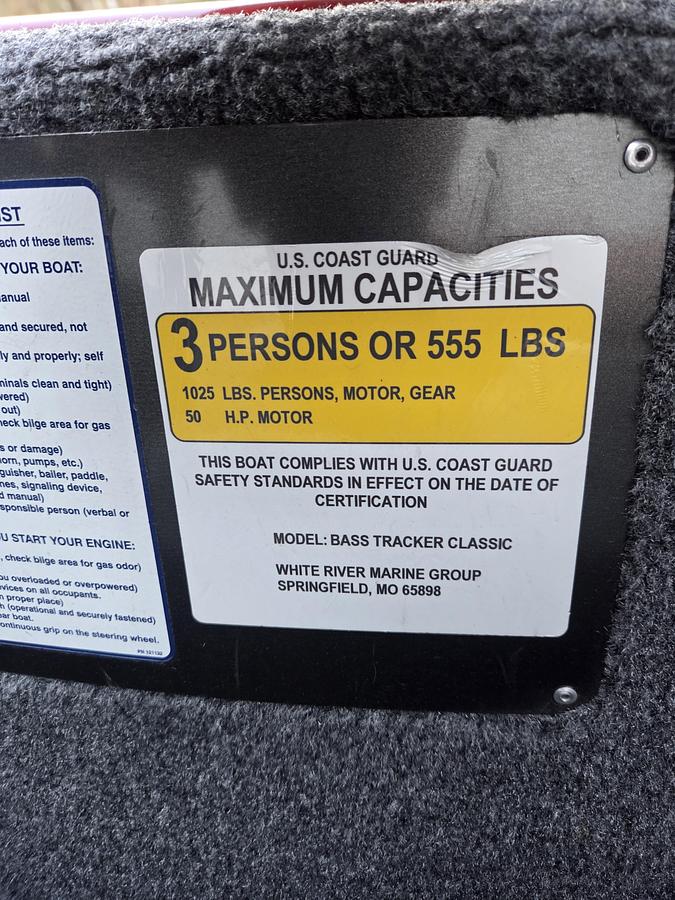 IST
ach of these items:
YOUR BOAT:
anual
and secured, not
ly and properly; self
minals clean and tight)
wered)
out)
heck bilge area for gas
s or damage)
horn, pumps, etc.)
guisher, bailer, paddle,
nes, signaling device,
d manual)
sponsible person (verbal or
U START YOUR ENGINE:
, check bilge area for gas odor)
ou overloaded or overpowered)
evices on all occupants.
n proper place)
h (operational and securely fastened)
ear boat.
ontinuous grip on the steering wheel.
U.S. COAST GUARD
MAXIMUM CAPACITIES
3 PERSONS OR 555 LBS
1025 LBS. PERSONS, MOTOR, GEAR
50 H.P. MOTOR
THIS BOAT COMPLIES WITH U.S. COAST GUARD
SAFETY STANDARDS IN EFFECT ON THE DATE OF
CERTIFICATION
MODEL: BASS TRACKER CLASSIC
WHITE RIVER MARINE GROUP
SPRINGFIELD, MO 65898